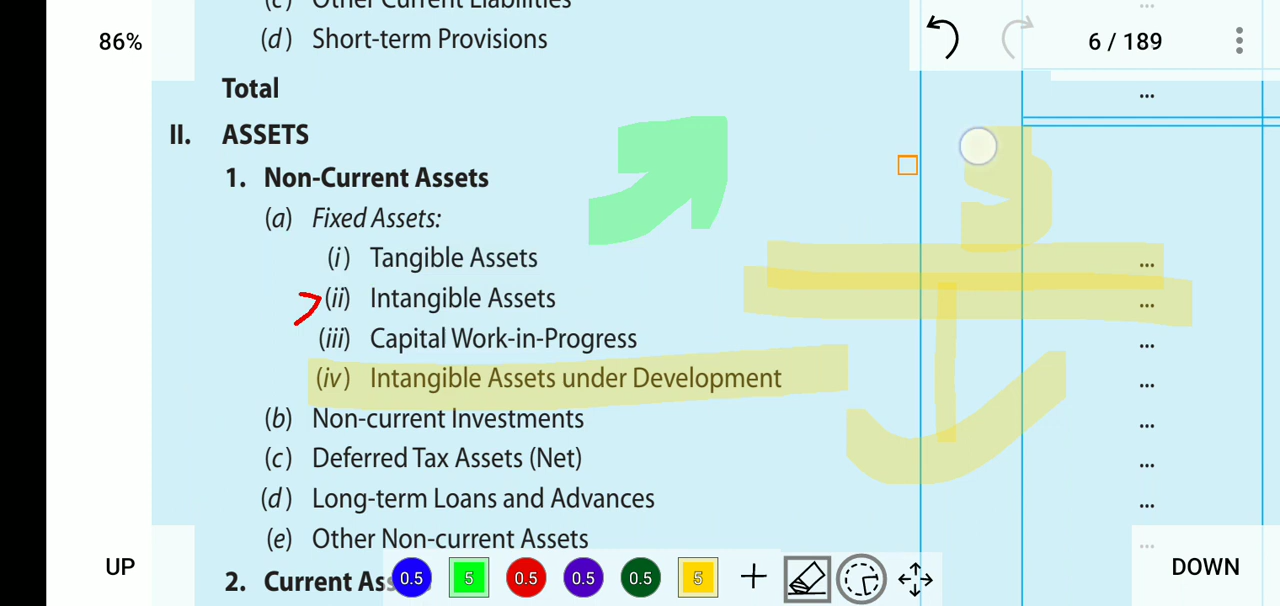 (c) Other Current Liabilities ...
86% (d) Short-term Provisions 6 / 189
Total ...
II. ASSETS
1. Non-Current Assets
(a) Fixed Assets:
(i) Tangible Assets ...
(ii) Intangible Assets ...
(iii) Capital Work-in-Progress ...
(iv) Intangible Assets under Development ...
(b) Non-current Investments ...
(c) Deferred Tax Assets (Net) ...
(d) Long-term Loans and Advances ...
(e) Other Non-current Assets ...
UP DOWN
2. Current Ass
0.5 5 0.5 0.5 0.5 5